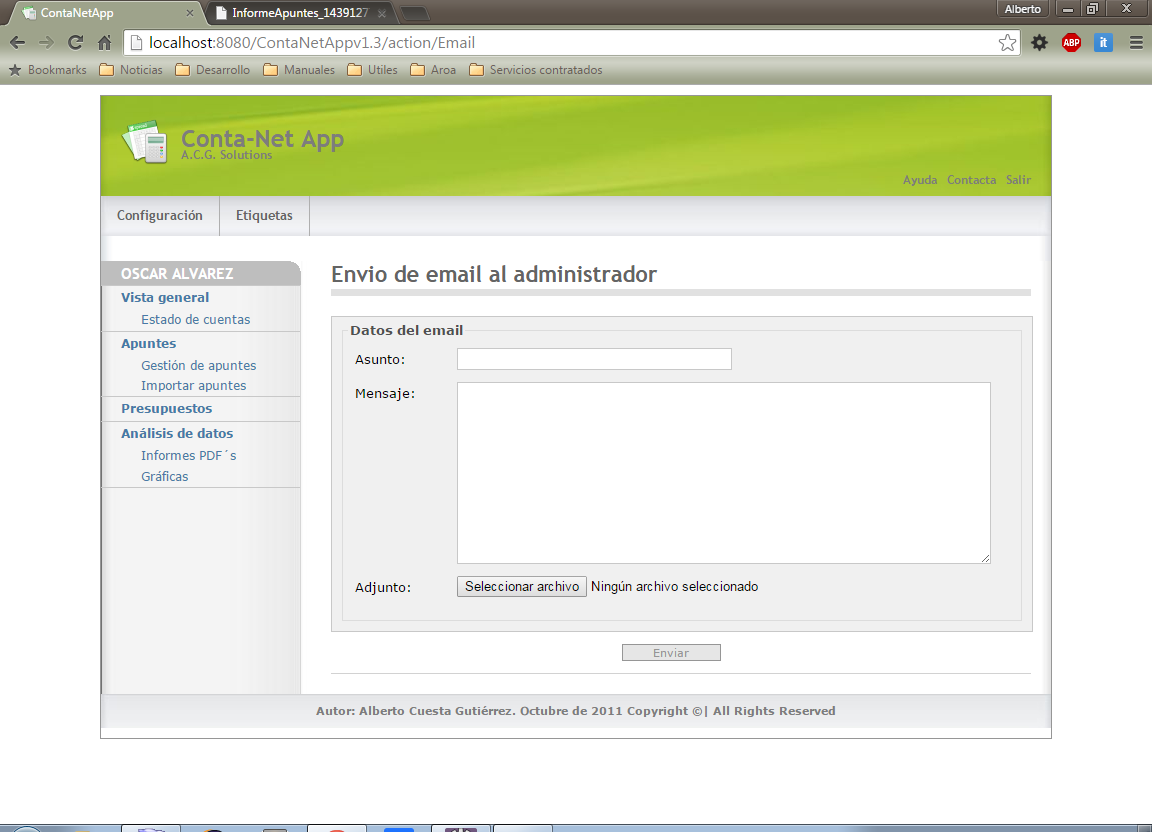 ContaNetApp
InformeApuntes_1439127
Alberto
localhost:8080/ContaNetAppv1.3/action/Email
ABP
it
Bookmarks
Noticias
Desarrollo
Manuales
Utiles
Aroa
Servicios contratados
Conta-Net App
A.C.G. Solutions
Ayuda Contacta Salir
Configuración
Etiquetas
OSCAR ALVAREZ
Vista general
Estado de cuentas
Apuntes
Gestión de apuntes
Importar apuntes
Presupuestos
Análisis de datos
Informes PDF´s
Gráficas
Envio de email al administrador
Datos del email
Asunto:
Mensaje:
Adjunto:
Seleccionar archivo Ningún archivo seleccionado
Enviar
Autor: Alberto Cuesta Gutiérrez. Octubre de 2011 Copyright ©| All Rights Reserved